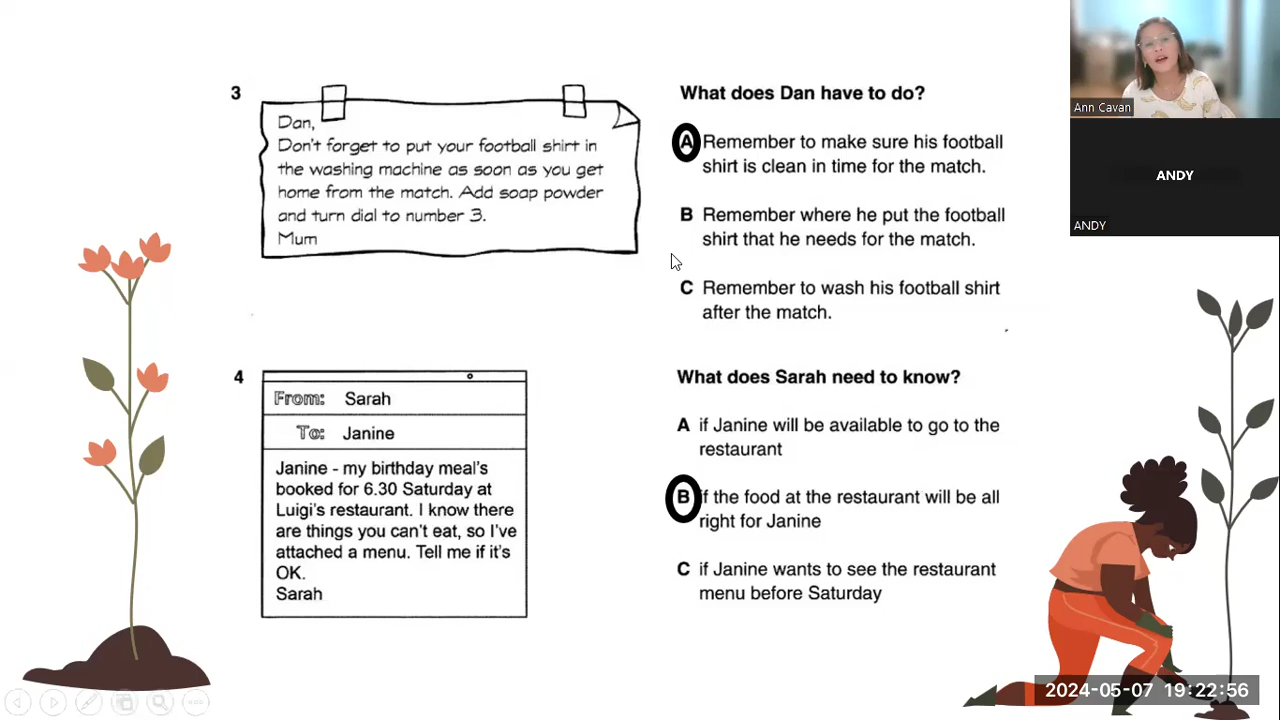 3
Dan,
Don't forget to put your football shirt in
the washing machine as soon as you get
home from the match. Add soap powder
and turn dial to number 3.
Mum
What does Dan have to do?
A Remember to make sure his football
shirt is clean in time for the match.
B Remember where he put the football
shirt that he needs for the match.
C Remember to wash his football shirt
after the match.
4
From: Sarah
To: Janine
Janine - my birthday meal's
booked for 6.30 Saturday at
Luigi's restaurant. I know there
are things you can't eat, so I've
attached a menu. Tell me if it's
OK.
Sarah
What does Sarah need to know?
A if Janine will be available to go to the
restaurant
B if the food at the restaurant will be all
right for Janine
C if Janine wants to see the restaurant
menu before Saturday
Ann Cavan
ANDY
ANDY
2024-05-07 19:22:56